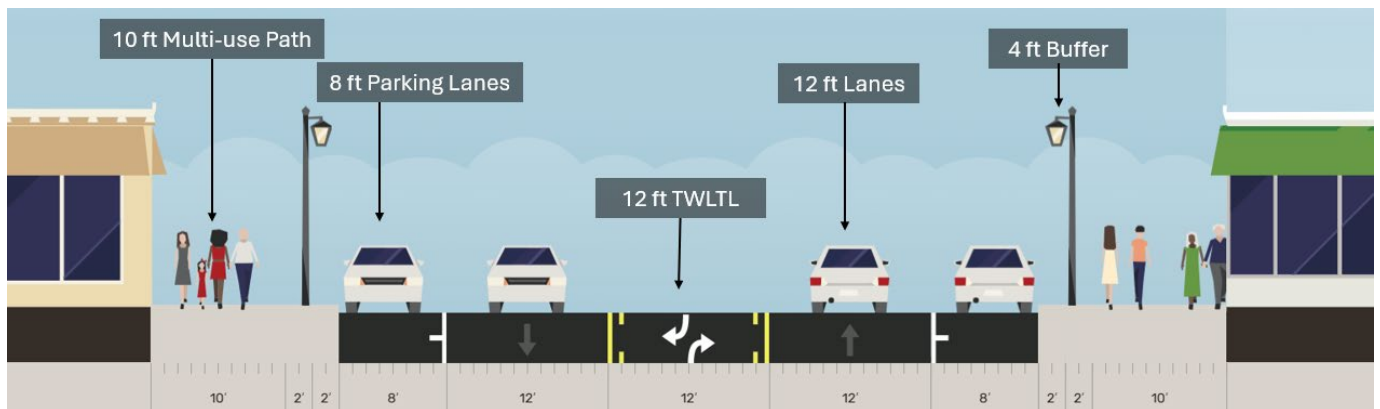 10 ft Multi-use Path
4 ft Buffer
8 ft Parking Lanes
12 ft Lanes
12 ft TWLTL
10' 2' 2' 8' 12' 12' 12' 8' 2' 2' 10'